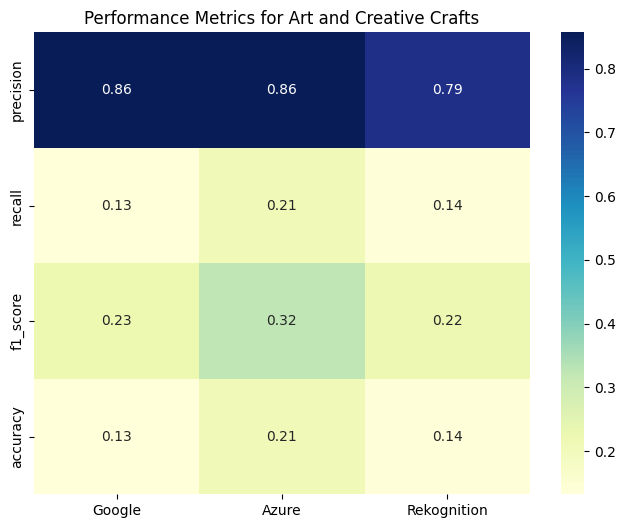 Performance Metrics for Art and Creative Crafts
precision
0.86 0.86 0.79
recall
0.13 0.21 0.14
f1_score
0.23 0.32 0.22
accuracy
0.13 0.21 0.14
Google Azure Rekognition
0.8
0.7
0.6
0.5
0.4
0.3
0.2